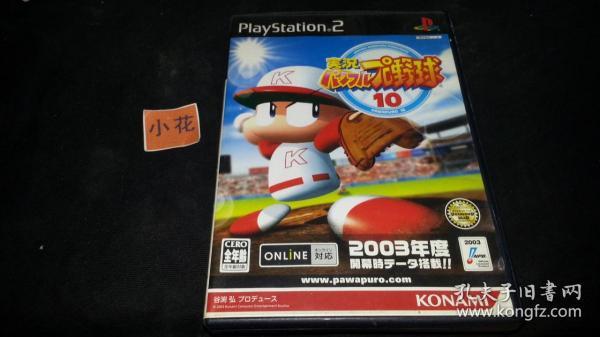 PlayStation®2
実況
パワフルプロ野球
10
小花
K
K
CERO
全年齢
ONLINE
オンライン
対応
2003年度
開幕時データ搭載!!
2003
www.pawapuro.com
谷渕 弘 プロデュース
KONAMI
孔夫子旧書网
www.kongfz.com